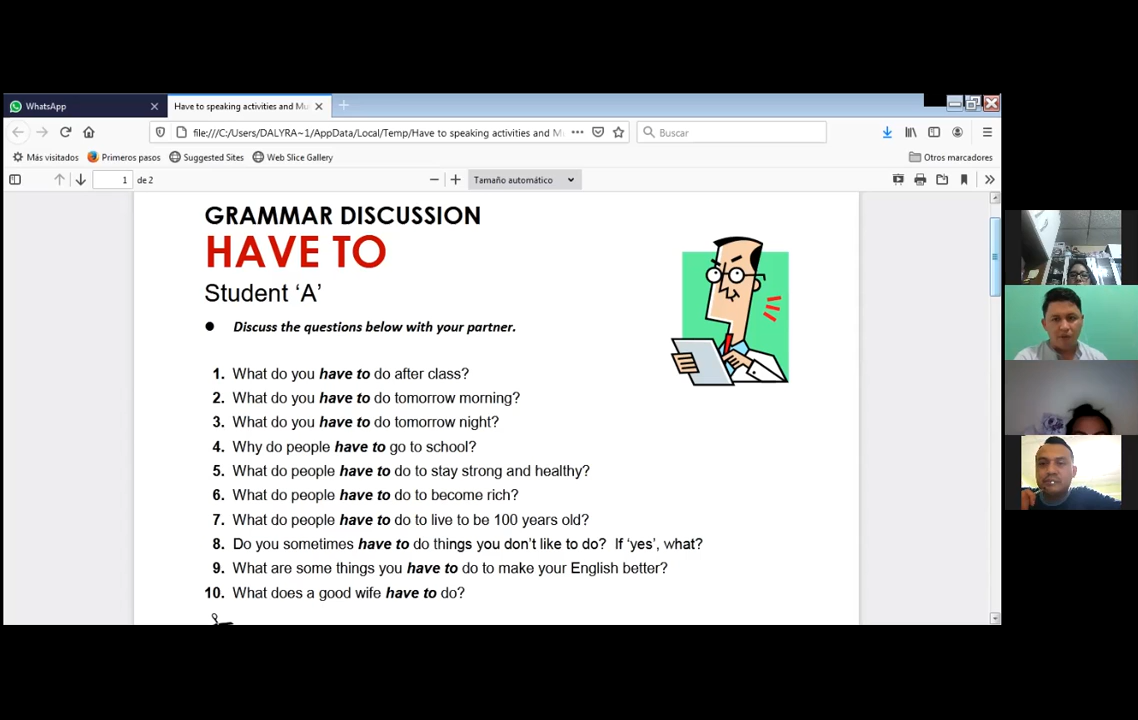 WhatsApp
Have to speaking activities and Mu
file:///C:/Users/DALYRA~1/AppData/Local/Temp/Have to speaking activities and M
Buscar
Más visitados
Primeros pasos
Suggested Sites
Web Slice Gallery
Otros marcadores
1
de 2
Tamaño automático
GRAMMAR DISCUSSION
HAVE TO
Student ‘A’
● Discuss the questions below with your partner.
1. What do you have to do after class?
2. What do you have to do tomorrow morning?
3. What do you have to do tomorrow night?
4. Why do people have to go to school?
5. What do people have to do to stay strong and healthy?
6. What do people have to do to become rich?
7. What do people have to do to live to be 100 years old?
8. Do you sometimes have to do things you don’t like to do? If ‘yes’, what?
9. What are some things you have to do to make your English better?
10. What does a good wife have to do?